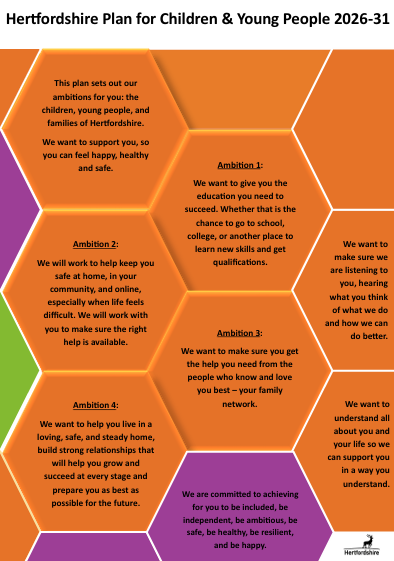 Hertfordshire Plan for Children & Young People 2026-31
This plan sets out our
ambitions for you: the
children, young people, and
families of Hertfordshire.
We want to support you, so
you can feel happy, healthy
and safe.
Ambition 1:
We want to give you the
education you need to
succeed. Whether that is the
chance to go to school,
college, or another place to
learn new skills and get
qualifications.
Ambition 2:
We will work to help keep you
safe at home, in your
community, and online,
especially when life feels
difficult. We will work with
you to make sure the right
help is available.
We want to
make sure we
are listening to
you, hearing
what you think
of what we do
and how we can
do better.
Ambition 3:
We want to make sure you get
the help you need from the
people who know and love
you best – your family
network.
Ambition 4:
We want to help you live in a
loving, safe, and steady home,
build strong relationships that
will help you grow and
succeed at every stage and
prepare you as best as
possible for the future.
We want to
understand all
about you and
your life so we
can support you
in a way you
understand.
We are committed to achieving
for you to be included, be
independent, be ambitious, be
safe, be healthy, be resilient,
and be happy.
Hertfordshire